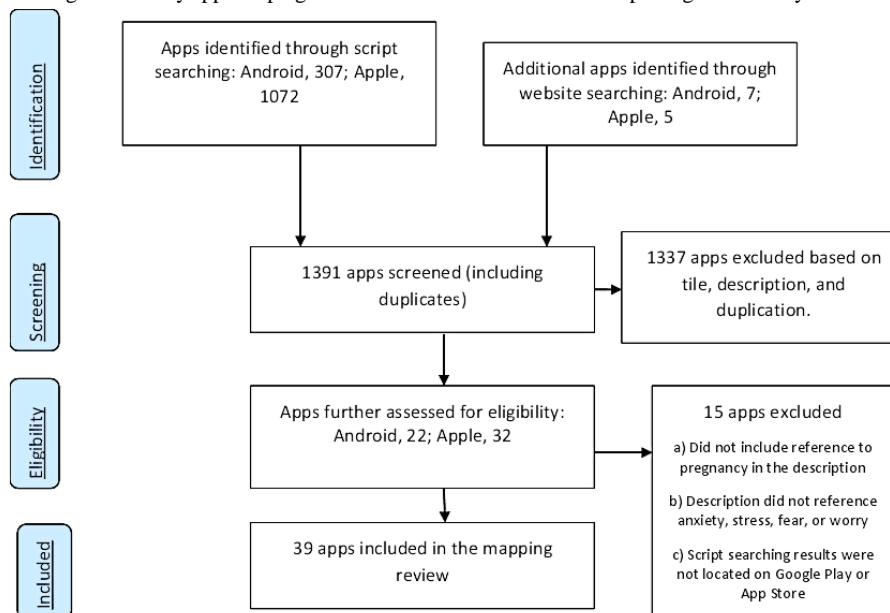 Identification
Apps identified through script
searching: Android, 307; Apple,
1072
Additional apps identified through
website searching: Android, 7;
Apple, 5
Screening
1391 apps screened (including
duplicates)
1337 apps excluded based on
tile, description, and
duplication.
Eligibility
Apps further assessed for eligibility:
Android, 22; Apple, 32
15 apps excluded
a) Did not include reference to
pregnancy in the description
b) Description did not reference
anxiety, stress, fear, or worry
c) Script searching results were
not located on Google Play or
App Store
Included
39 apps included in the mapping
review